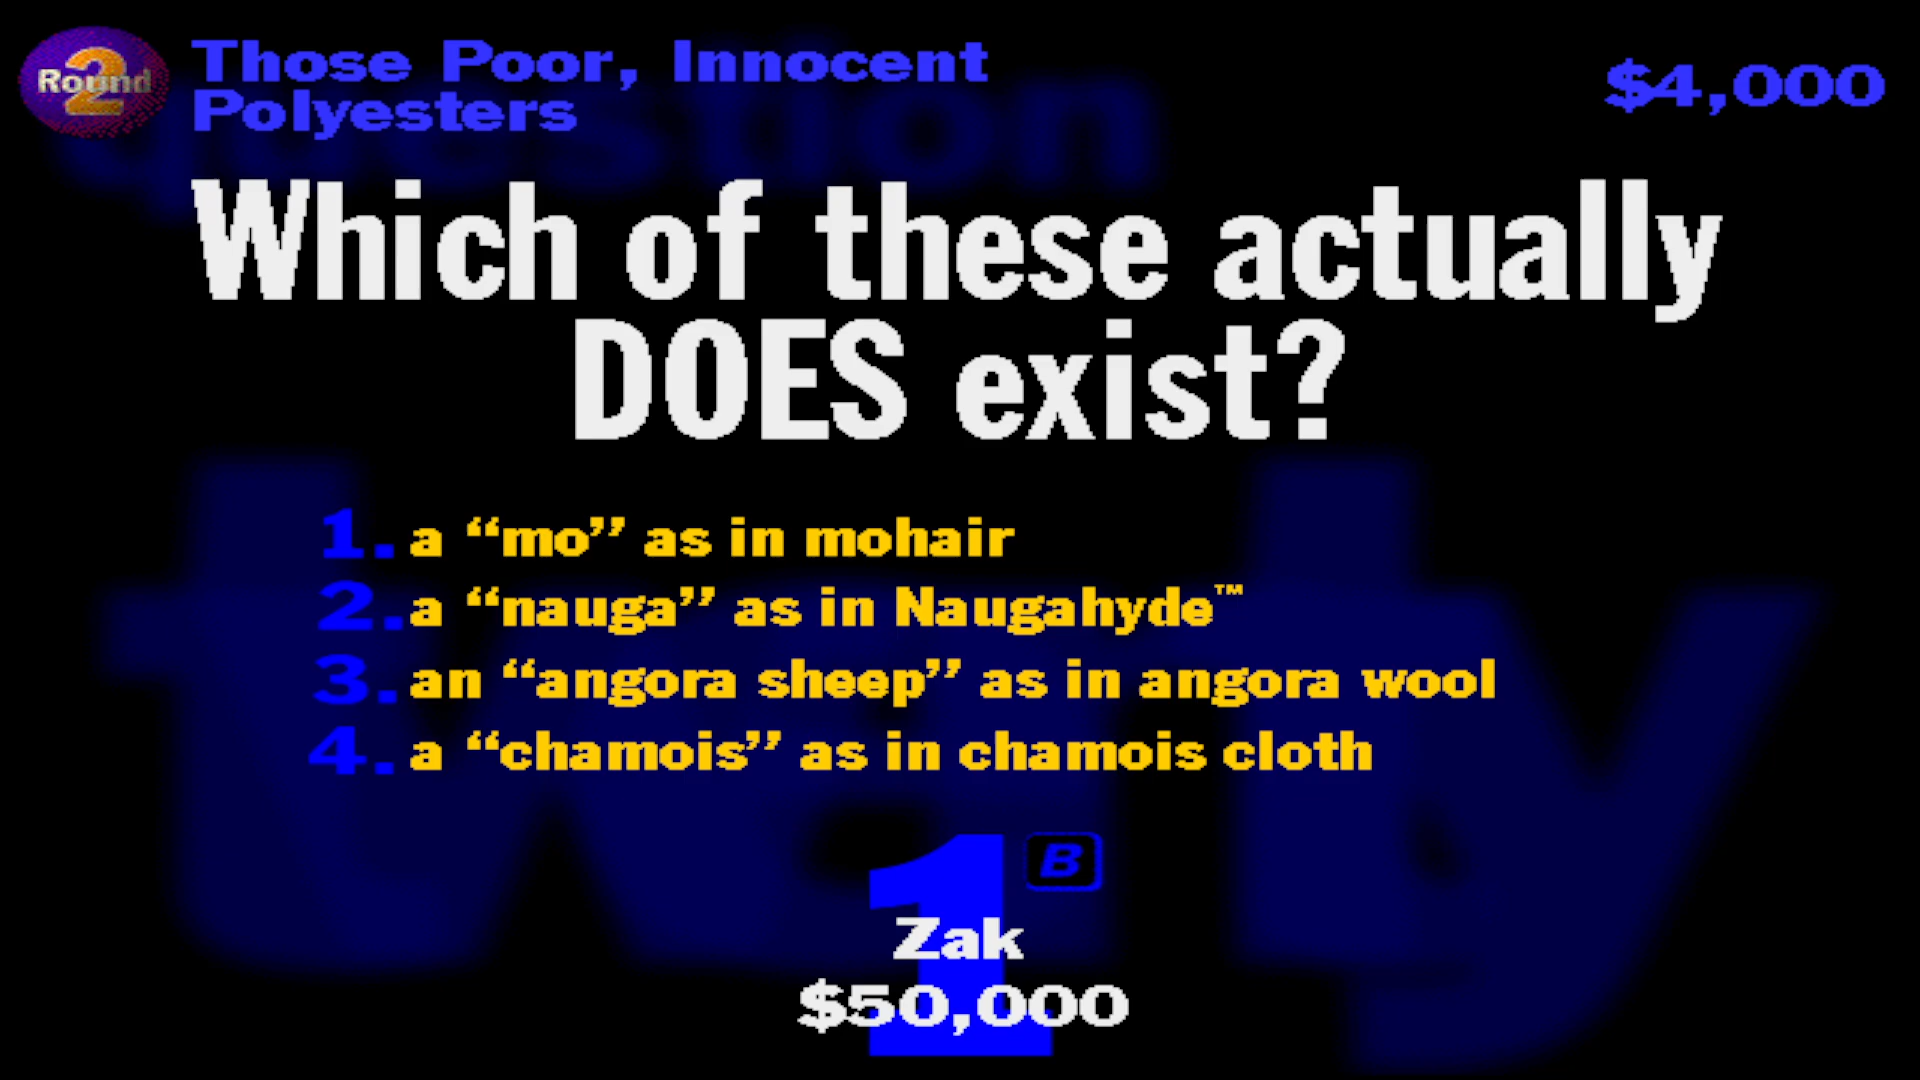 Round 2
Those Poor, Innocent
Polyesters
$4,000
question
Which of these actually
DOES exist?
1. a “mo” as in mohair
2. a “nauga” as in Naugahyde™
3. an “angora sheep” as in angora wool
4. a “chamois” as in chamois cloth
twenty
1
B
Zak
$50,000